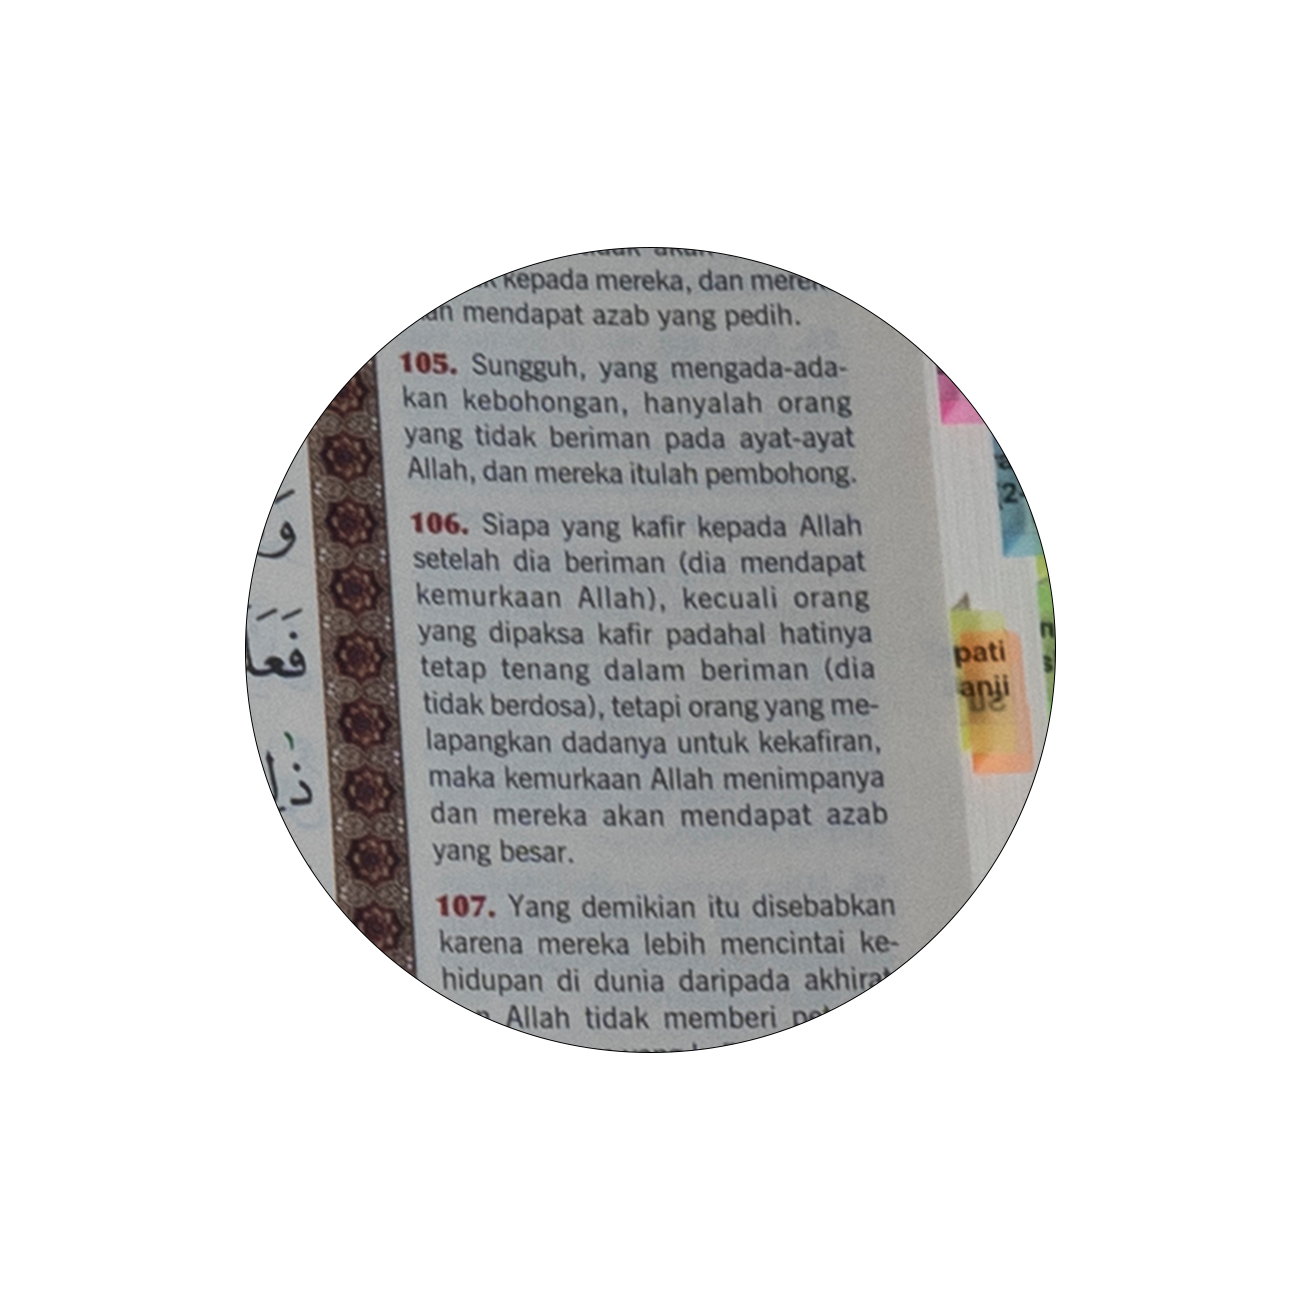 kepada mereka, dan
mendapat azab yang pedih.
105. Sungguh, yang mengada-ada-
kan kebohongan, hanyalah orang
yang tidak beriman pada ayat-ayat
Allah, dan mereka itulah pembohong.
106. Siapa yang kafir kepada Allah
setelah dia beriman (dia mendapat
kemurkaan Allah), kecuali orang
yang dipaksa kafir padahal hatinya
tetap tenang dalam beriman (dia
tidak berdosa), tetapi orang yang me-
lapangkan dadanya untuk kekafiran,
maka kemurkaan Allah menimpanya
dan mereka akan mendapat azab
yang besar.
107. Yang demikian itu disebabkan
karena mereka lebih mencintai ke-
hidupan di dunia daripada akhirat
Allah tidak memberi
pati
anji